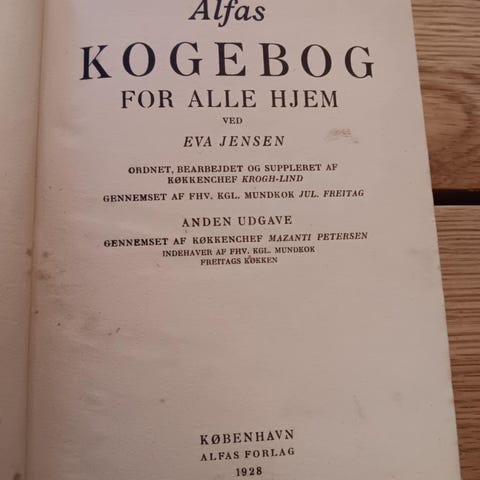 Alfas
KOGEBOG
FOR ALLE HJEM
VED
EVA JENSEN
ORDNET, BEARBEJDET OG SUPPLERET AF
KØKKENCHEF KROGH-LIND
GENNEMSET AF FHV. KGL. MUNDKOK JUL. FREITAG
ANDEN UDGAVE
GENNEMSET AF KØKKENCHEF MAZANTI PETERSEN
INDEHAVER AF FHV. KGL. MUNDKOK
FREITAGS KØKKEN
KØBENHAVN
ALFAS FORLAG
1928